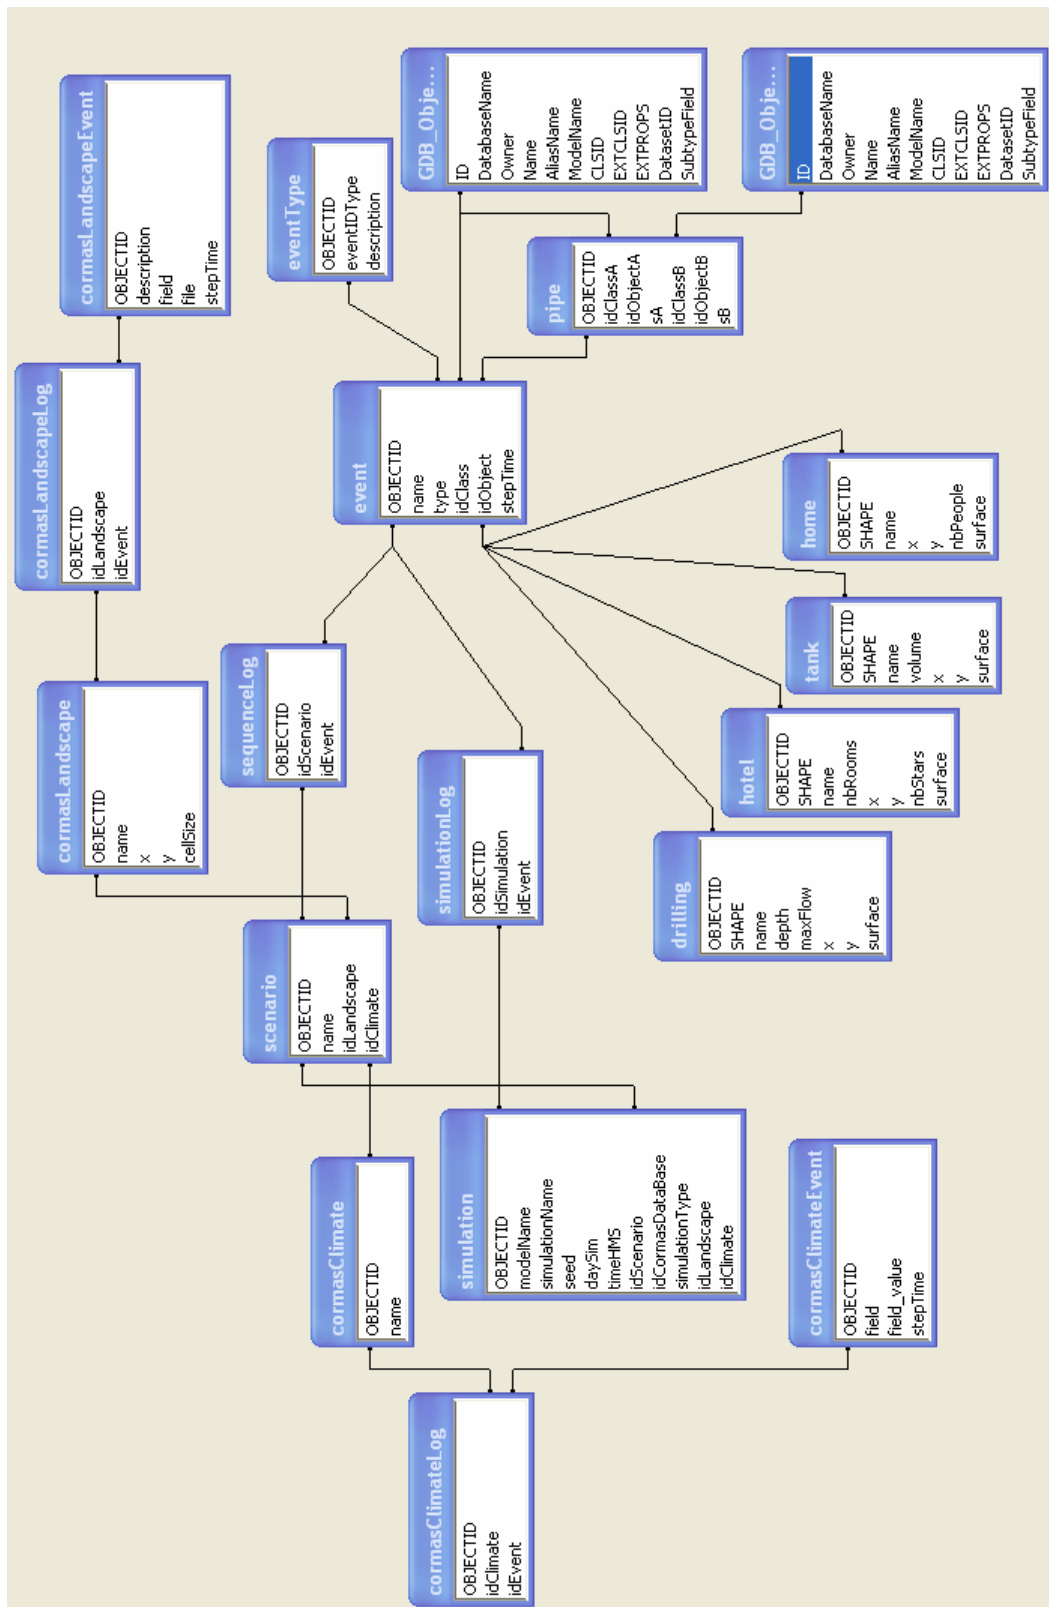 cormasLandscapeEvent
OBJECTID
description
field
file
stepTime
cormasLandscapeLog
OBJECTID
idLandscape
idEvent
cormasLandscape
OBJECTID
name
x
y
cellSize
eventType
OBJECTID
eventIDType
description
GDB_Obje...
ID
DatabaseName
Owner
Name
AliasName
ModelName
CLSID
EXTCLSID
EXTPROPS
DatasetID
SubtypeField
GDB_Obje...
ID
DatabaseName
Owner
Name
AliasName
ModelName
CLSID
EXTCLSID
EXTPROPS
DatasetID
SubtypeField
pipe
OBJECTID
idClassA
idObjectA
sA
idClassB
idObjectB
sB
event
OBJECTID
name
type
idClass
idObject
stepTime
sequenceLog
OBJECTID
idScenario
idEvent
simulationLog
OBJECTID
idSimulation
idEvent
home
OBJECTID
SHAPE
name
x
y
nbPeople
surface
tank
OBJECTID
SHAPE
name
volume
x
y
surface
hotel
OBJECTID
SHAPE
name
nbRooms
x
y
nbStars
surface
drilling
OBJECTID
SHAPE
name
depth
maxFlow
x
y
surface
scenario
OBJECTID
name
idLandscape
idClimate
cormasClimate
OBJECTID
name
simulation
OBJECTID
modelName
simulationName
seed
daySim
timeHMS
idScenario
idCormasDataBase
simulationType
idLandscape
idClimate
cormasClimateEvent
OBJECTID
field
field_value
stepTime
cormasClimateLog
OBJECTID
idClimate
idEvent